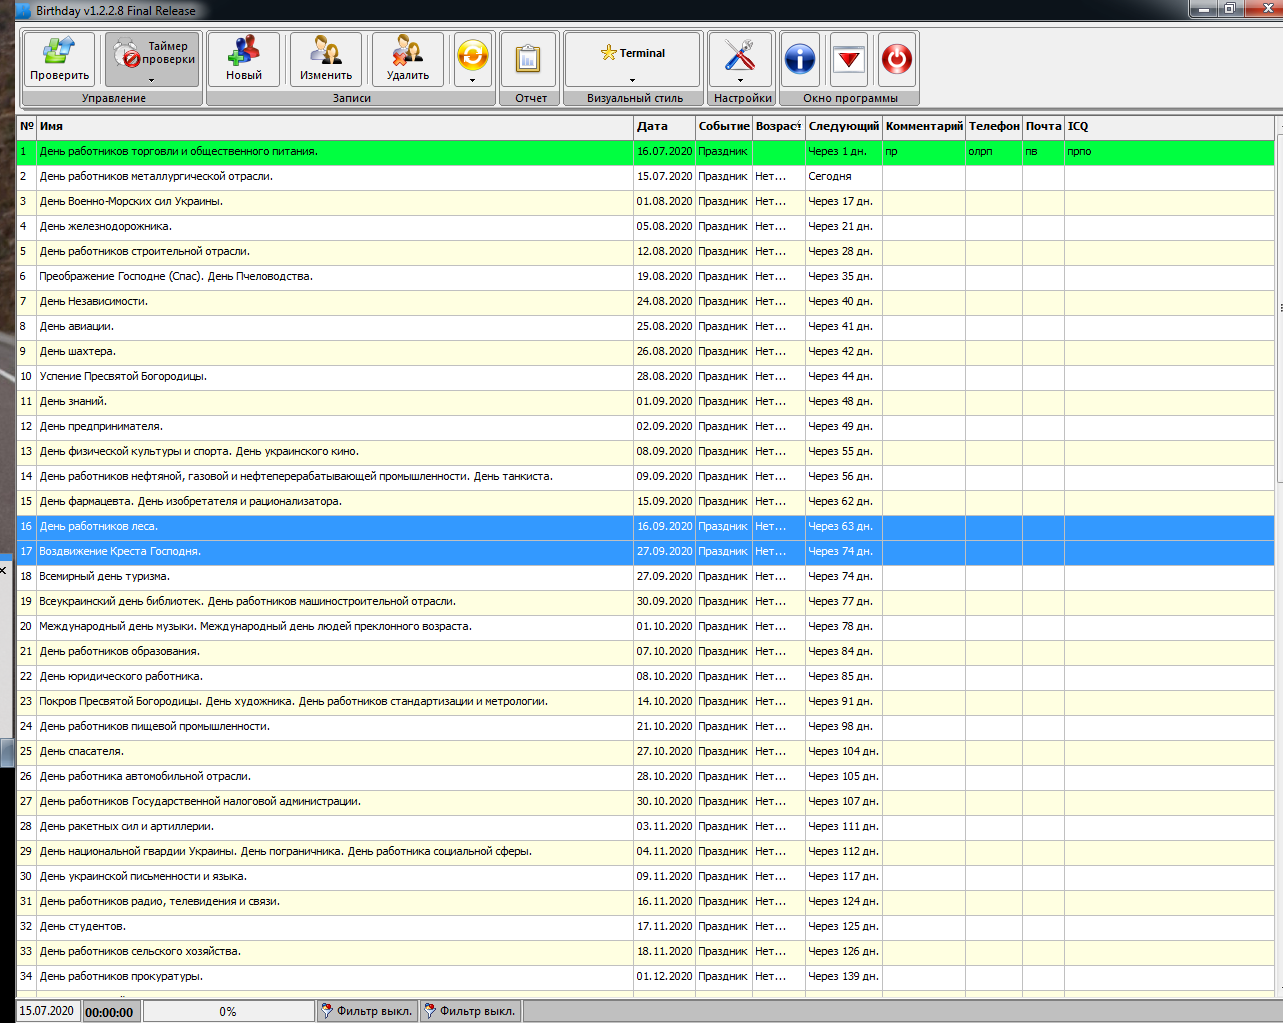 Birthday v1.2.2.8 Final Release
Проверить Таймер проверки Новый Изменить Удалить Terminal
Управление Записи Отчет Визуальный стиль Настройки Окно программы
№ Имя Дата Событие Возраст Следующий Комментарий Телефон Почта ICQ
1 День работников торговли и общественного питания. 16.07.2020 Праздник Через 1 дн. пр олрп пв прпо
2 День работников металлургической отрасли. 15.07.2020 Праздник Нет... Сегодня
3 День Военно-Морских сил Украины. 01.08.2020 Праздник Нет... Через 17 дн.
4 День железнодорожника. 05.08.2020 Праздник Нет... Через 21 дн.
5 День работников строительной отрасли. 12.08.2020 Праздник Нет... Через 28 дн.
6 Преображение Господне (Спас). День Пчеловодства. 19.08.2020 Праздник Нет... Через 35 дн.
7 День Независимости. 24.08.2020 Праздник Нет... Через 40 дн.
8 День авиации. 25.08.2020 Праздник Нет... Через 41 дн.
9 День шахтера. 26.08.2020 Праздник Нет... Через 42 дн.
10 Успение Пресвятой Богородицы. 28.08.2020 Праздник Нет... Через 44 дн.
11 День знаний. 01.09.2020 Праздник Нет... Через 48 дн.
12 День предпринимателя. 02.09.2020 Праздник Нет... Через 49 дн.
13 День физической культуры и спорта. День украинского кино. 08.09.2020 Праздник Нет... Через 55 дн.
14 День работников нефтяной, газовой и нефтеперерабатывающей промышленности. День танкиста. 09.09.2020 Праздник Нет... Через 56 дн.
15 День фармацевта. День изобретателя и рационализатора. 15.09.2020 Праздник Нет... Через 62 дн.
16 День работников леса. 16.09.2020 Праздник Нет... Через 63 дн.
17 Воздвижение Креста Господня. 27.09.2020 Праздник Нет... Через 74 дн.
18 Всемирный день туризма. 27.09.2020 Праздник Нет... Через 74 дн.
19 Всеукраинский день библиотек. День работников машиностроительной отрасли. 30.09.2020 Праздник Нет... Через 77 дн.
20 Международный день музыки. Международный день людей преклонного возраста. 01.10.2020 Праздник Нет... Через 78 дн.
21 День работников образования. 07.10.2020 Праздник Нет... Через 84 дн.
22 День юридического работника. 08.10.2020 Праздник Нет... Через 85 дн.
23 Покров Пресвятой Богородицы. День художника. День работников стандартизации и метрологии. 14.10.2020 Праздник Нет... Через 91 дн.
24 День работников пищевой промышленности. 21.10.2020 Праздник Нет... Через 98 дн.
25 День спасателя. 27.10.2020 Праздник Нет... Через 104 дн.
26 День работника автомобильной отрасли. 28.10.2020 Праздник Нет... Через 105 дн.
27 День работников Государственной налоговой администрации. 30.10.2020 Праздник Нет... Через 107 дн.
28 День ракетных сил и артиллерии. 03.11.2020 Праздник Нет... Через 111 дн.
29 День национальной гвардии Украины. День пограничника. День работника социальной сферы. 04.11.2020 Праздник Нет... Через 112 дн.
30 День украинской письменности и языка. 09.11.2020 Праздник Нет... Через 117 дн.
31 День работников радио, телевидения и связи. 16.11.2020 Праздник Нет... Через 124 дн.
32 День студентов. 17.11.2020 Праздник Нет... Через 125 дн.
33 День работников сельского хозяйства. 18.11.2020 Праздник Нет... Через 126 дн.
34 День работников прокуратуры. 01.12.2020 Праздник Нет... Через 139 дн.
15.07.2020 00:00:00 0% Фильтр выкл. Фильтр выкл.